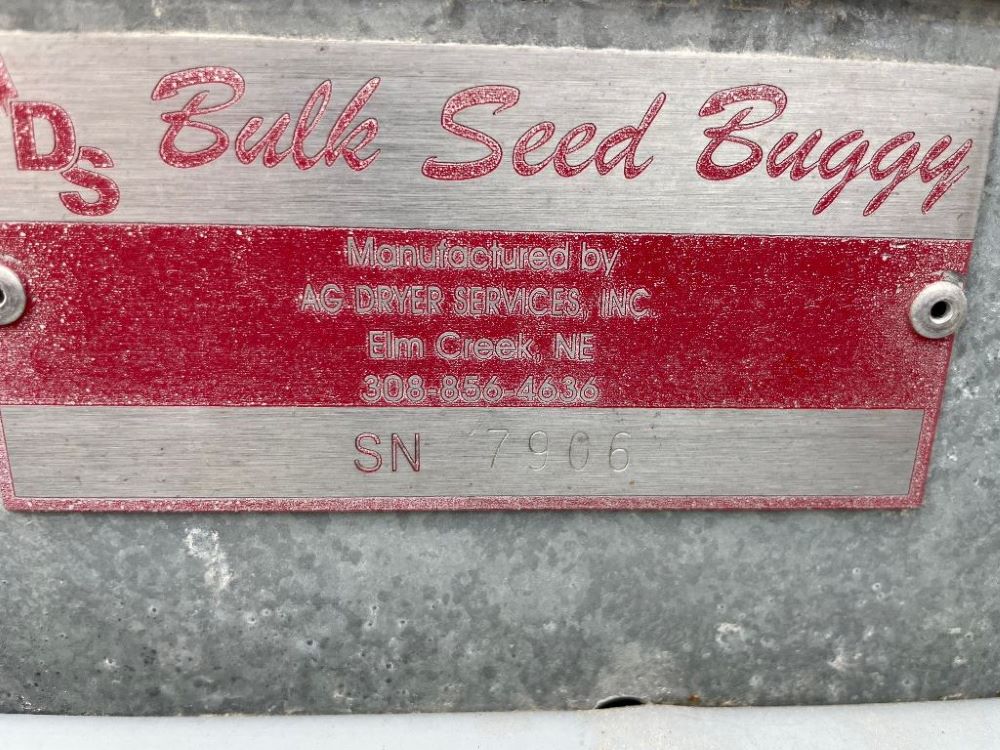 ADS Bulk Seed Buggy
Manufactured by
AG DRYER SERVICES, INC.
Elm Creek, NE
308-856-4636
SN 7906